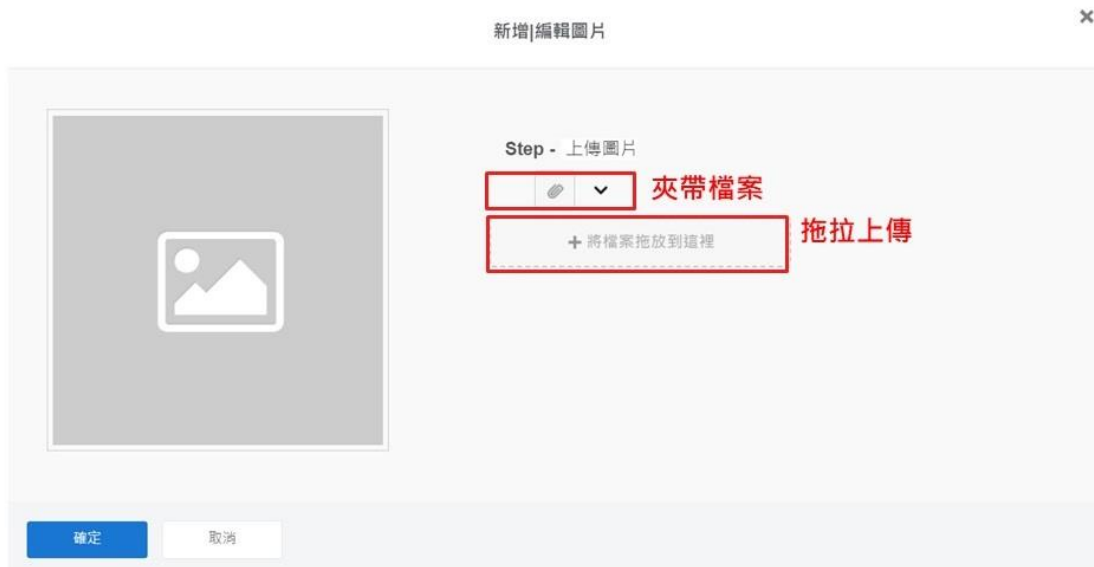 新增|編輯圖片
Step - 上傳圖片
夾帶檔案
+ 將檔案拖放到這裡
拖拉上傳
確定
取消